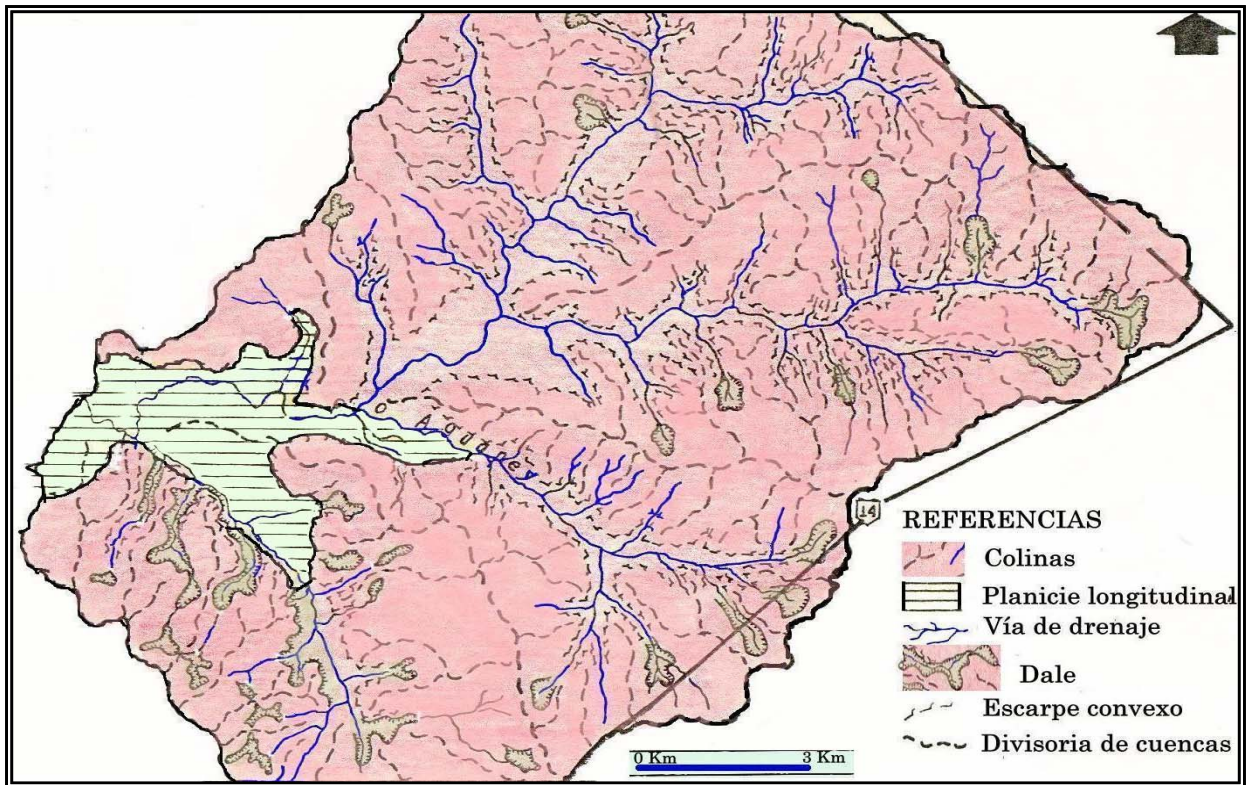 14
REFERENCIAS
Colinas
Planicie longitudinal
Vía de drenaje
Dale
Escarpe convexo
Divisoria de cuencas
0 Km 3 Km